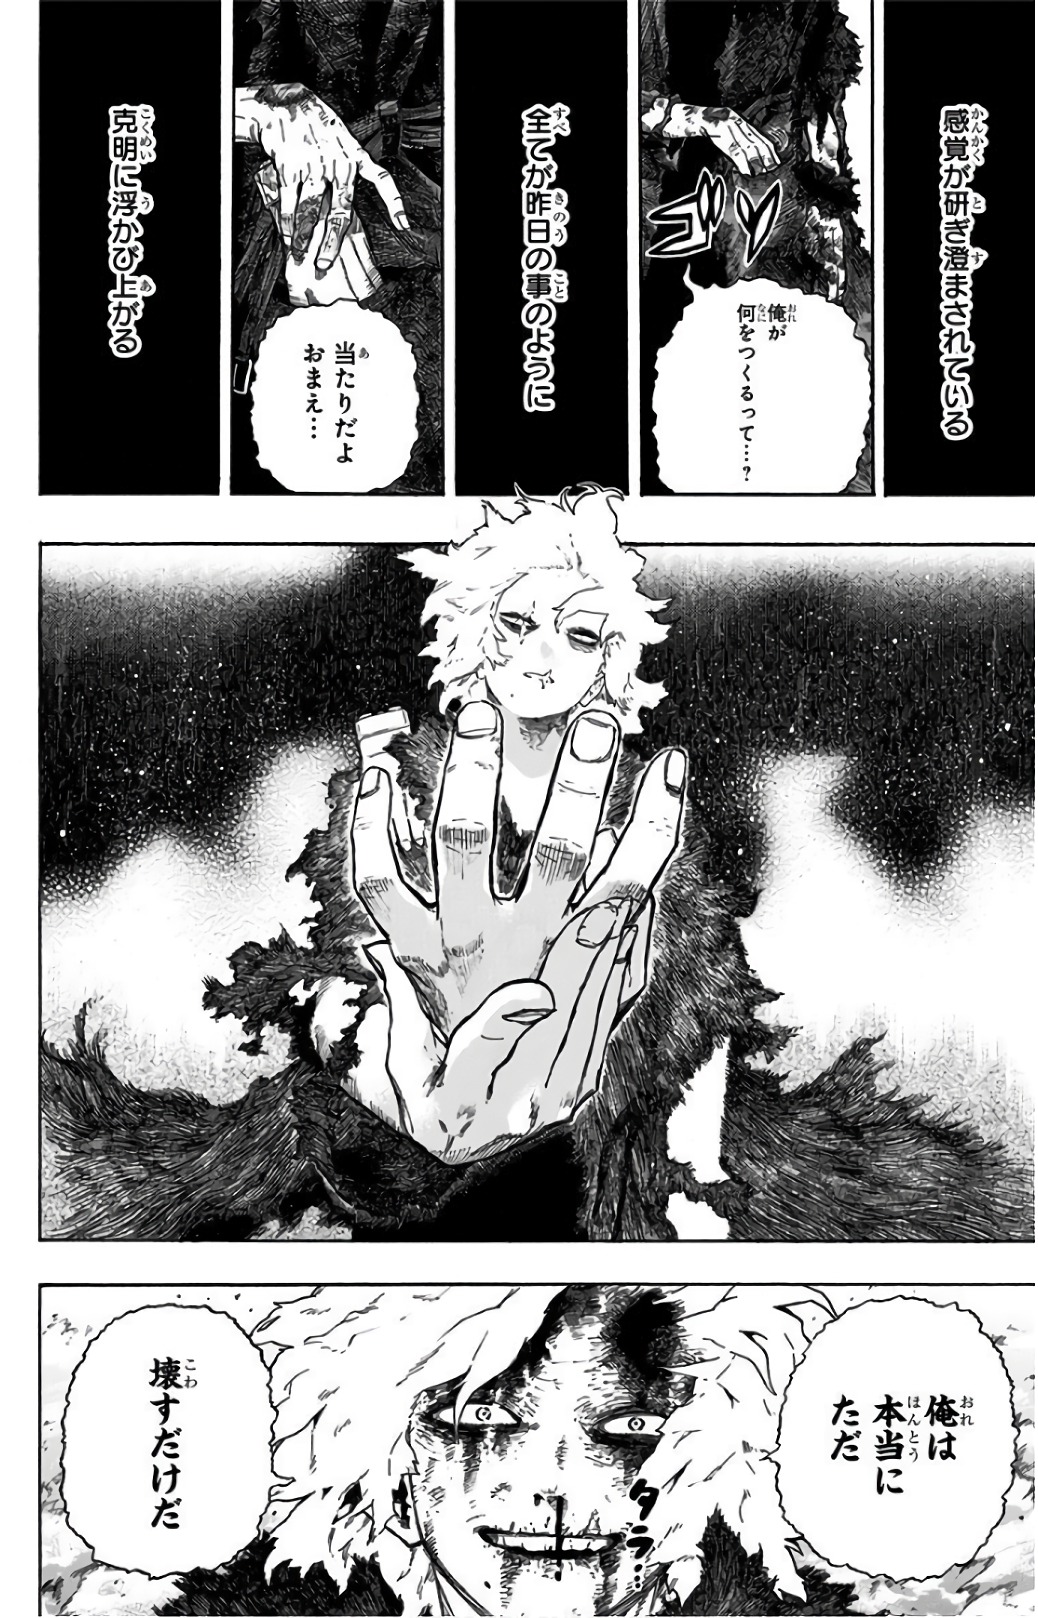 感覚が研ぎ澄まされている
ゴソ
俺が
何をつくるって…?
全てが昨日の事のように
当たりだよ
おまえ…
克明に浮かび上がる
俺は
本当に
ただ
タラ…
壊すだけだ